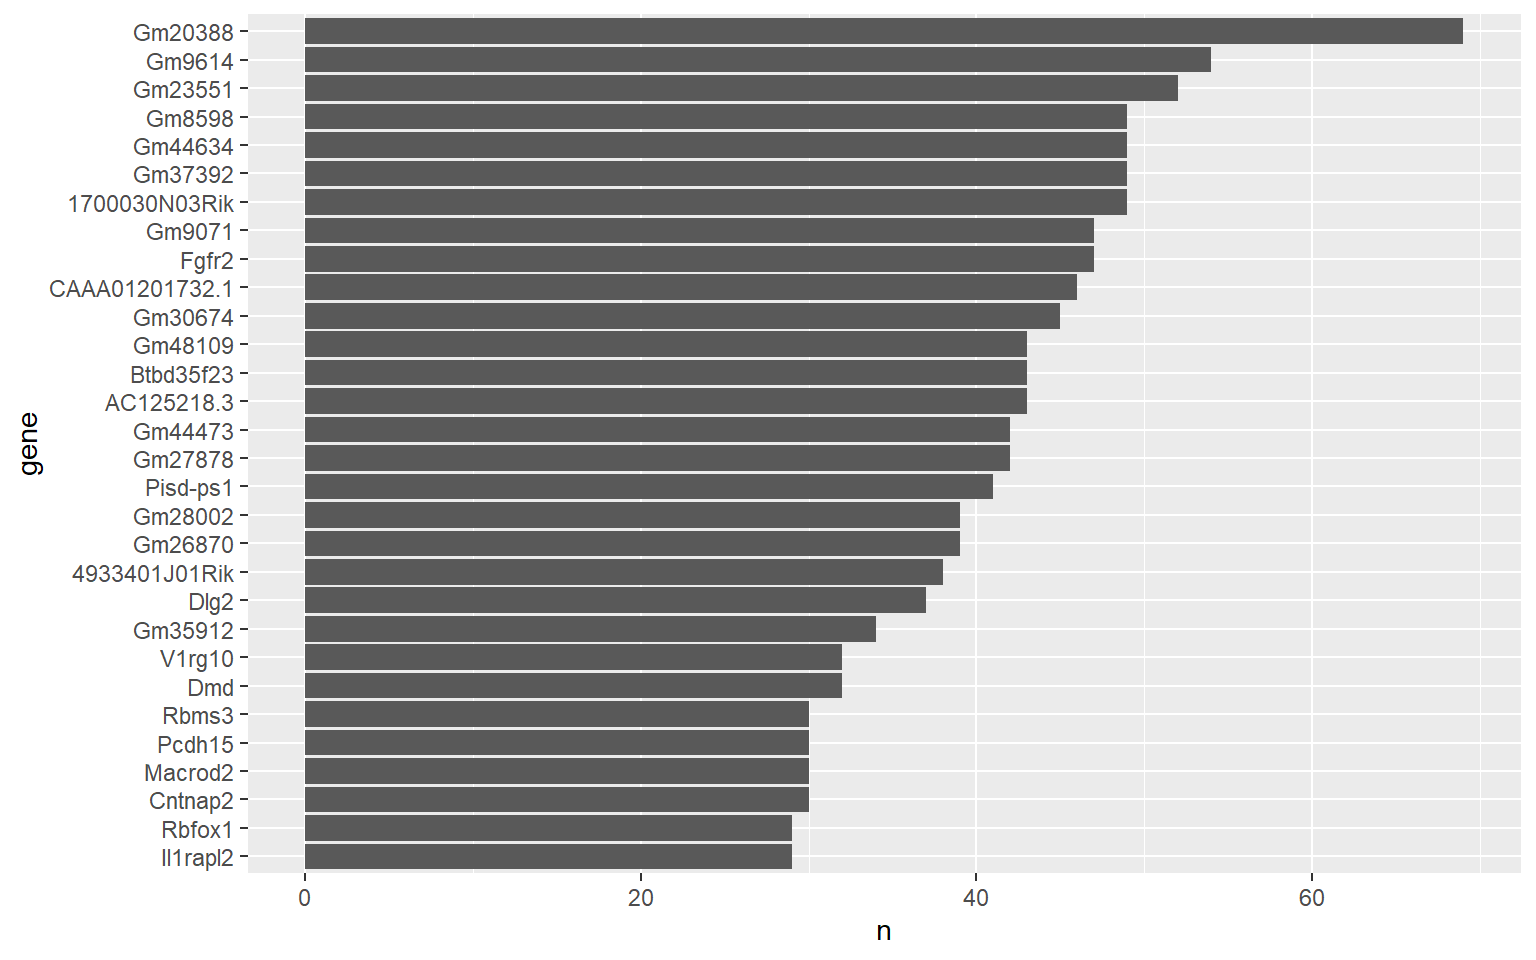 Gm20388
Gm9614
Gm23551
Gm8598
Gm44634
Gm37392
1700030N03Rik
Gm9071
Fgfr2
CAAA01201732.1
Gm30674
Gm48109
Btbd35f23
AC125218.3
Gm44473
Gm27878
Pisd-ps1
Gm28002
Gm26870
4933401J01Rik
Dlg2
Gm35912
V1rg10
Dmd
Rbms3
Pcdh15
Macrod2
Cntnap2
Rbfox1
Il1rapl2
gene
0 20 40 60
n